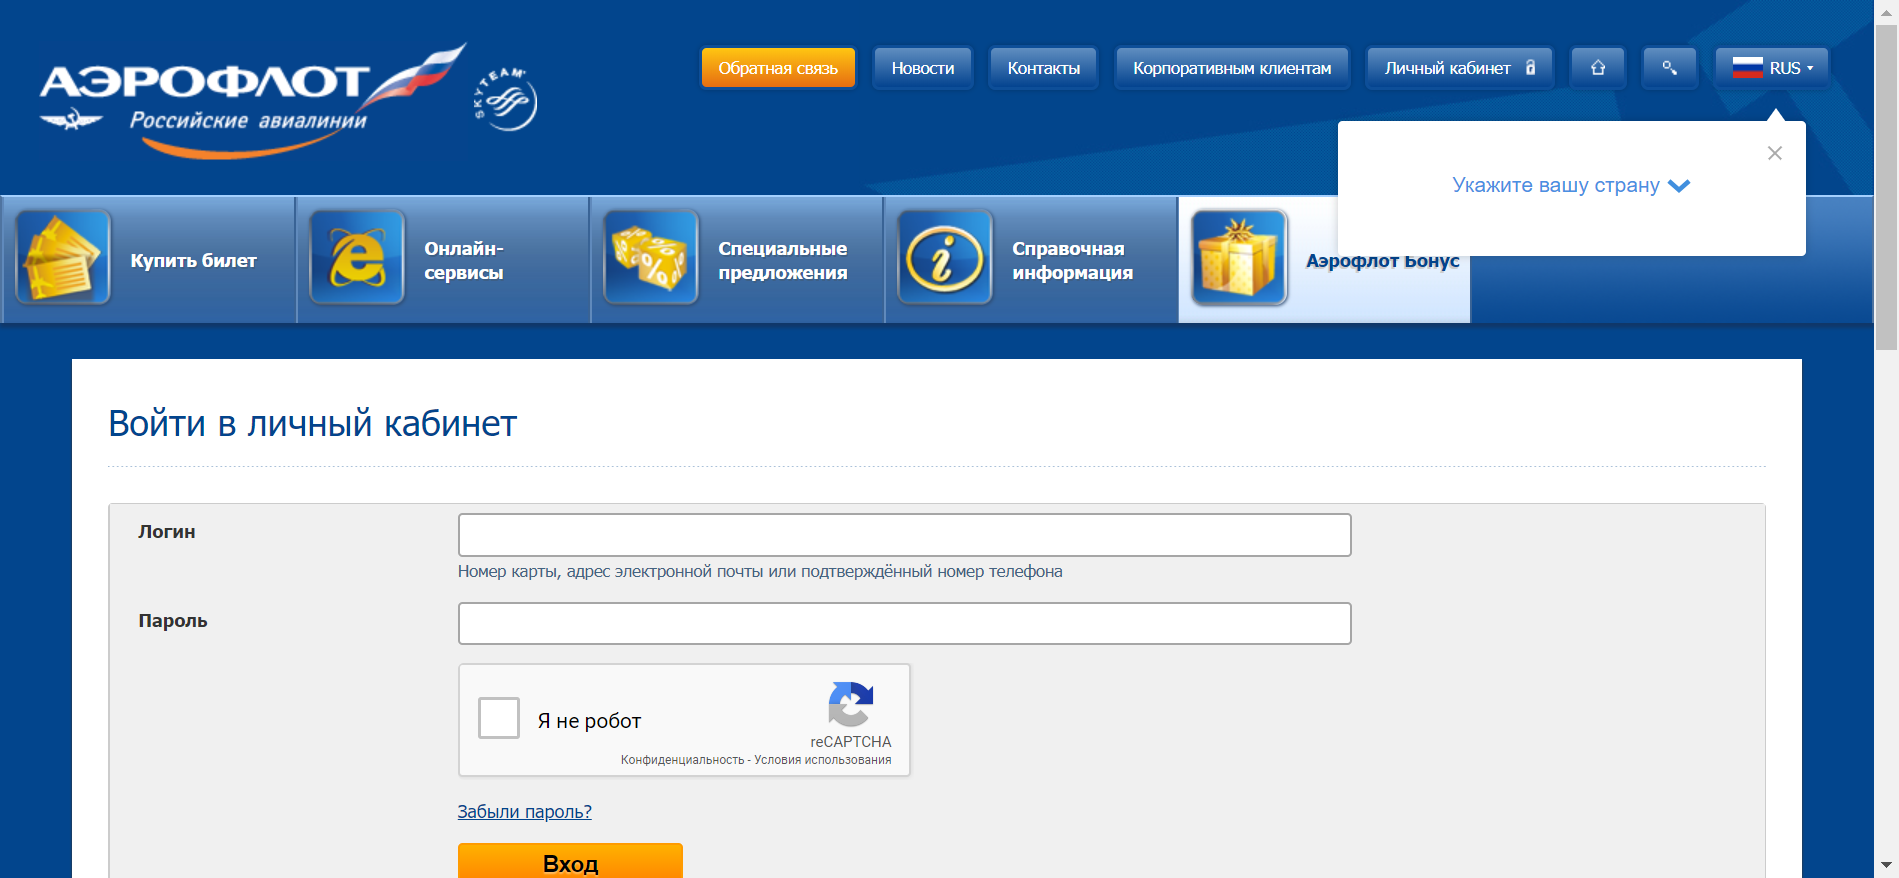 АЭРОФЛОТ
Российские авиалинии
SKYTEAM
Обратная связь
Новости
Контакты
Корпоративным клиентам
Личный кабинет
RUS
Укажите вашу страну
Купить билет
Онлайн-
сервисы
Специальные
предложения
Справочная
информация
Аэрофлот Бонус
Войти в личный кабинет
Логин
Номер карты, адрес электронной почты или подтверждённый номер телефона
Пароль
Я не робот
reCAPTCHA
Конфиденциальность - Условия использования
Забыли пароль?
Вход